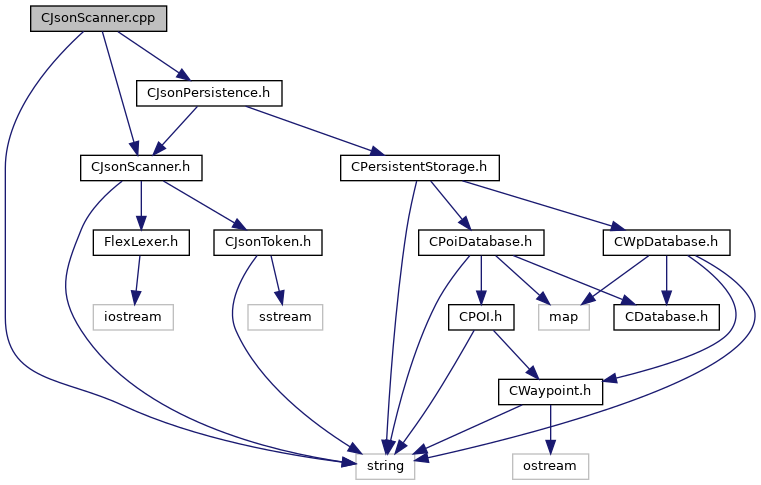 CJsonScanner.cpp
CJsonPersistence.h
CJsonScanner.h
CPersistentStorage.h
FlexLexer.h
CJsonToken.h
CPoiDatabase.h
CWpDatabase.h
iostream
sstream
CPOI.h
map
CDatabase.h
CWaypoint.h
string
ostream